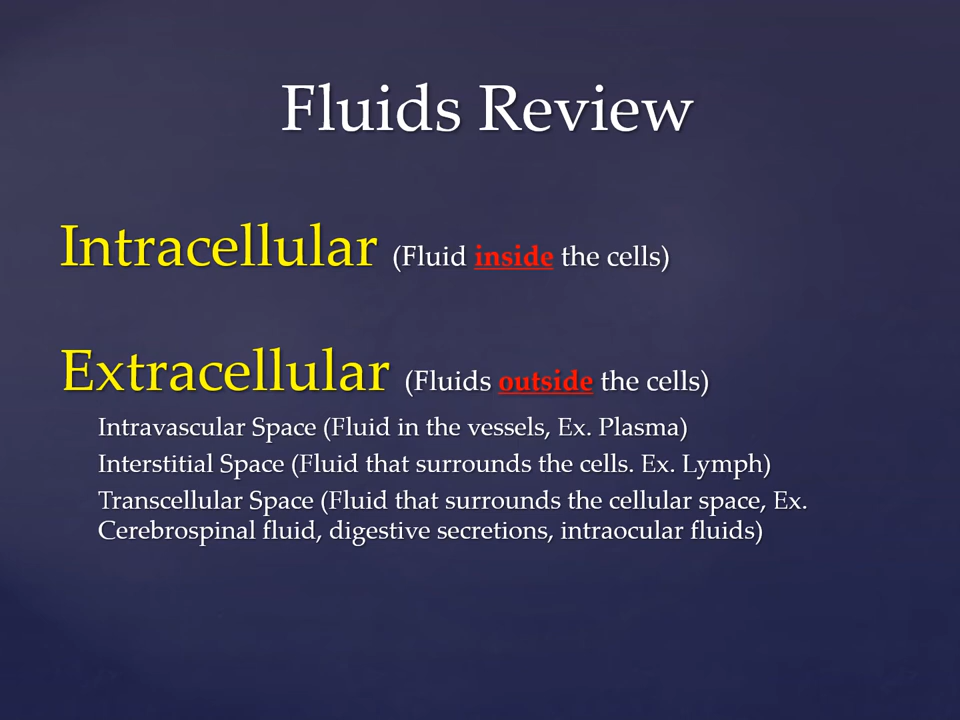 Fluids Review
Intracellular (Fluid inside the cells)
Extracellular (Fluids outside the cells)
Intravascular Space (Fluid in the vessels, Ex. Plasma)
Interstitial Space (Fluid that surrounds the cells. Ex. Lymph)
Transcellular Space (Fluid that surrounds the cellular space, Ex.
Cerebrospinal fluid, digestive secretions, intraocular fluids)